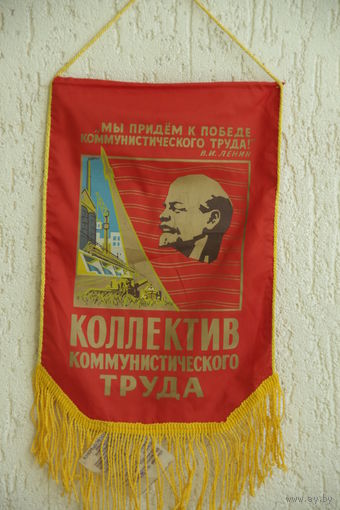 „МЫ ПРИДЁМ К ПОБЕДЕ
КОММУНИСТИЧЕСКОГО ТРУДА!"
В.И. ЛЕНИН
КОЛЛЕКТИВ
КОММУНИСТИЧЕСКОГО
ТРУДА
www.ay.by